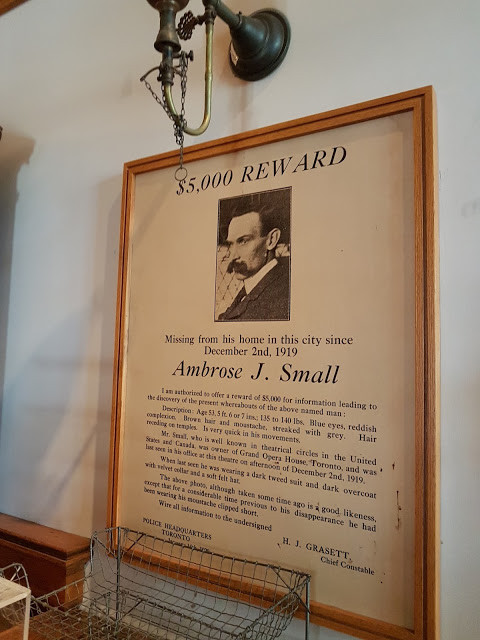 $5,000 REWARD
Missing from his home in this city since
December 2nd, 1919
Ambrose J. Small
I am authorized to offer a reward of $5,000 for information leading to
the discovery of the present whereabouts of the above named man:
Description: Age 53, 5 ft. 6 or 7 ins.; 135 to 140 lbs. Blue eyes, reddish
complexion. Brown hair and moustache, streaked with grey. Hair
receding on temples. Is very quick in his movements.
Mr. Small, who is well known in theatrical circles in the United
States and Canada, was owner of Grand Opera House, Toronto, and was
last seen in his office at this theatre on afternoon of December 2nd, 1919.
When last seen he was wearing a dark tweed suit and dark overcoat
with velvet collar and a soft felt hat.
The above photo, although taken some time ago is a good likeness,
except that for a considerable time previous to his disappearance he had
been wearing his moustache clipped short.
Wire all information to the undersigned
POLICE HEADQUARTERS
TORONTO
H. J. GRASETT,
Chief Constable